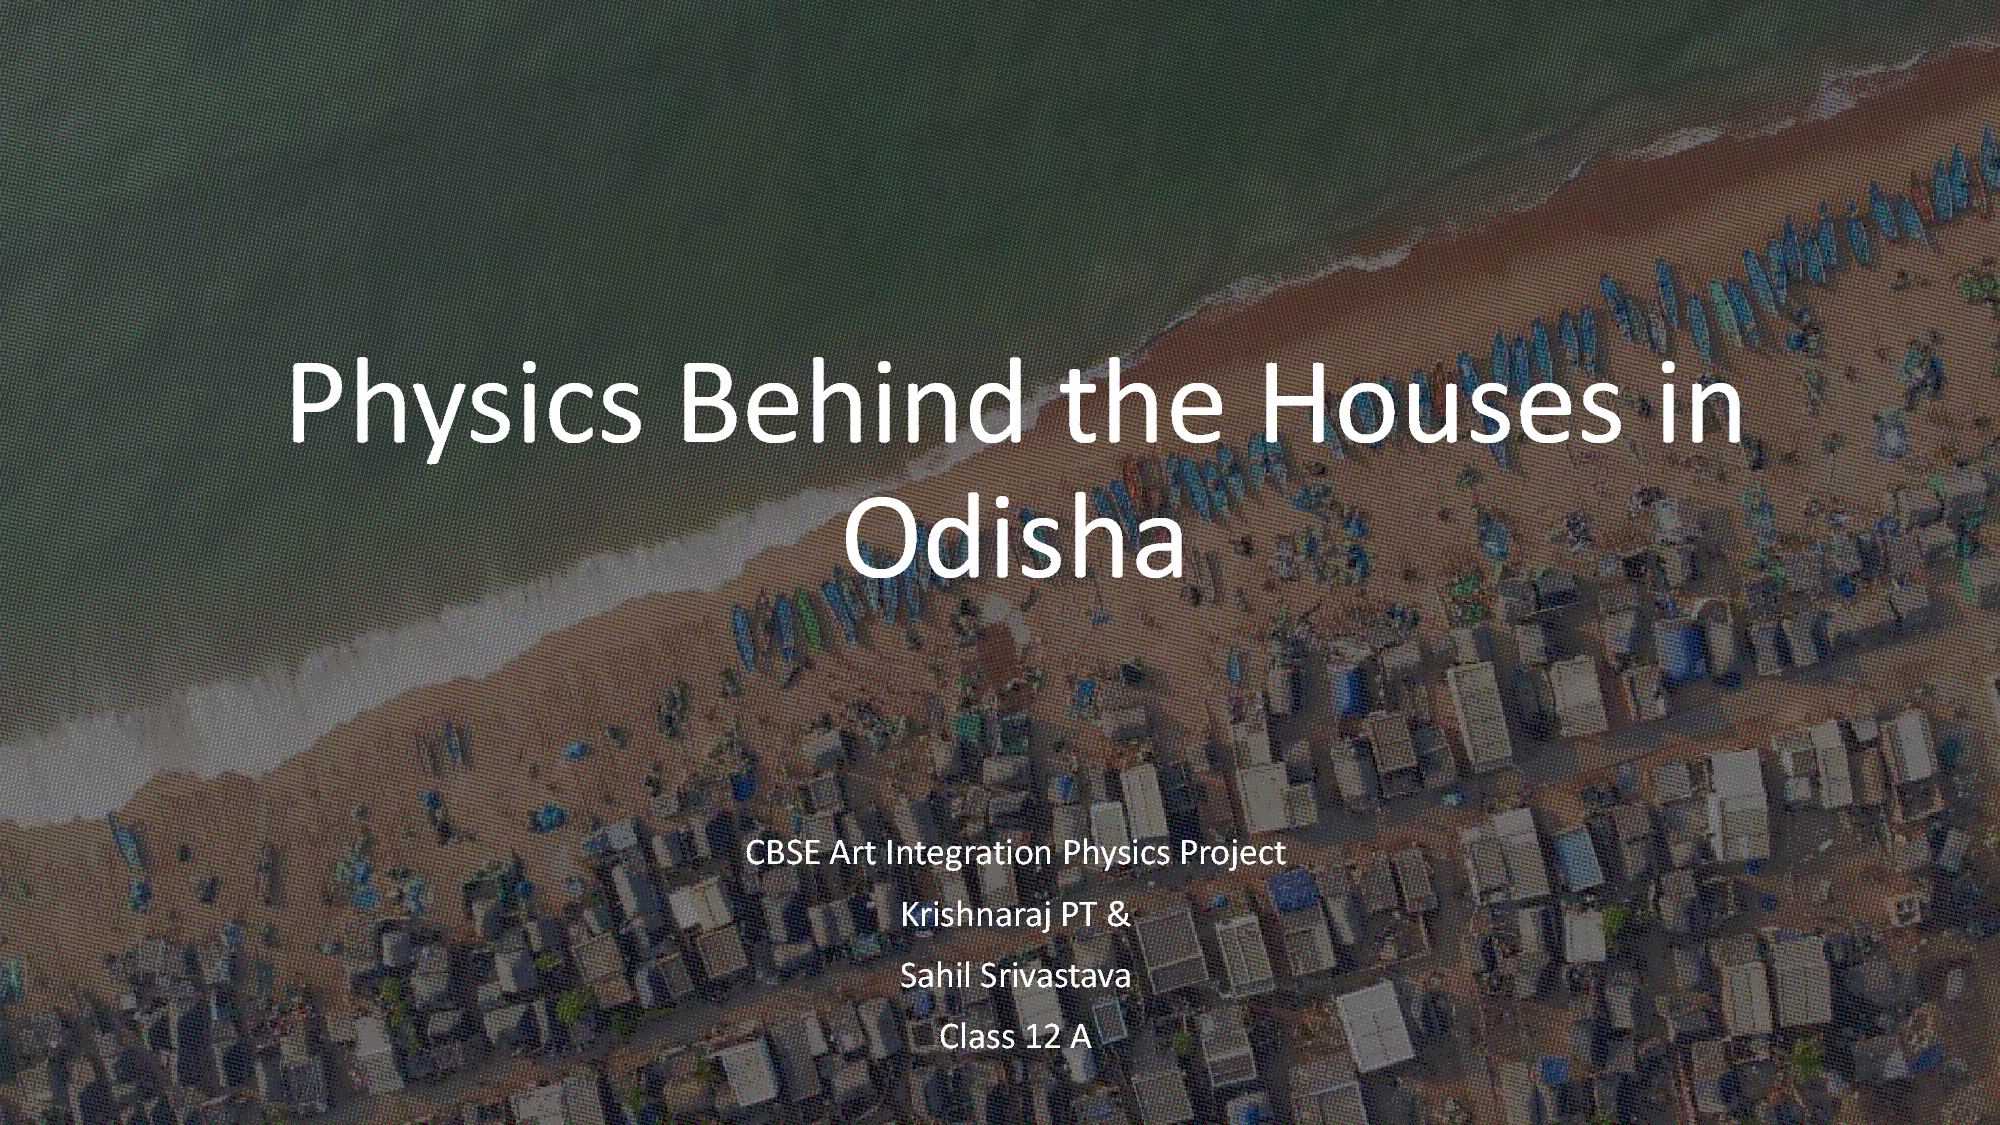 Physics Behind the Houses in
Odisha
CBSE Art Integration Physics Project
Krishnaraj PT &
Sahil Srivastava
Class 12 A